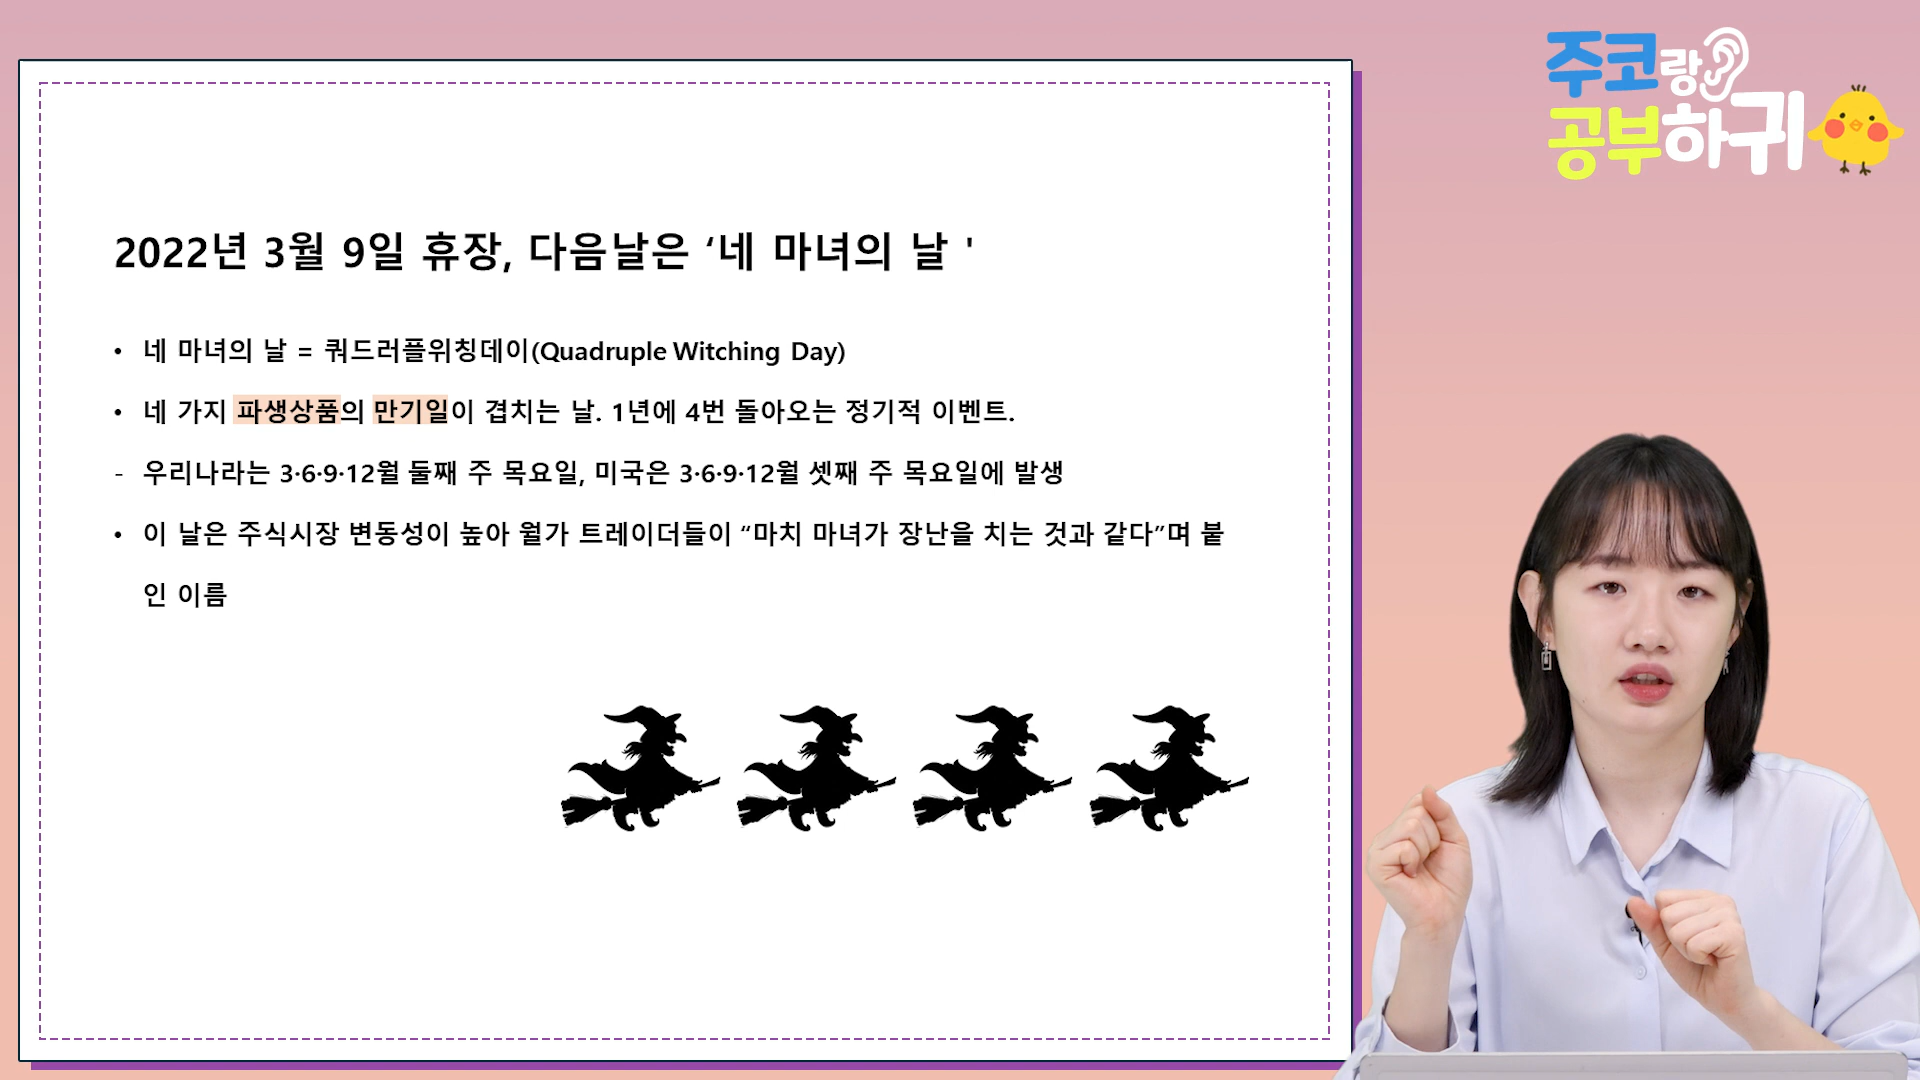 주코랑
공부하귀
2022년 3월 9일 휴장, 다음날은 ‘네 마녀의 날 '
• 네 마녀의 날 = 쿼드러플위칭데이(Quadruple Witching Day)
• 네 가지 파생상품의 만기일이 겹치는 날. 1년에 4번 돌아오는 정기적 이벤트.
- 우리나라는 3·6·9·12월 둘째 주 목요일, 미국은 3·6·9·12월 셋째 주 목요일에 발생
• 이 날은 주식시장 변동성이 높아 월가 트레이더들이 “마치 마녀가 장난을 치는 것과 같다”며 붙
인 이름